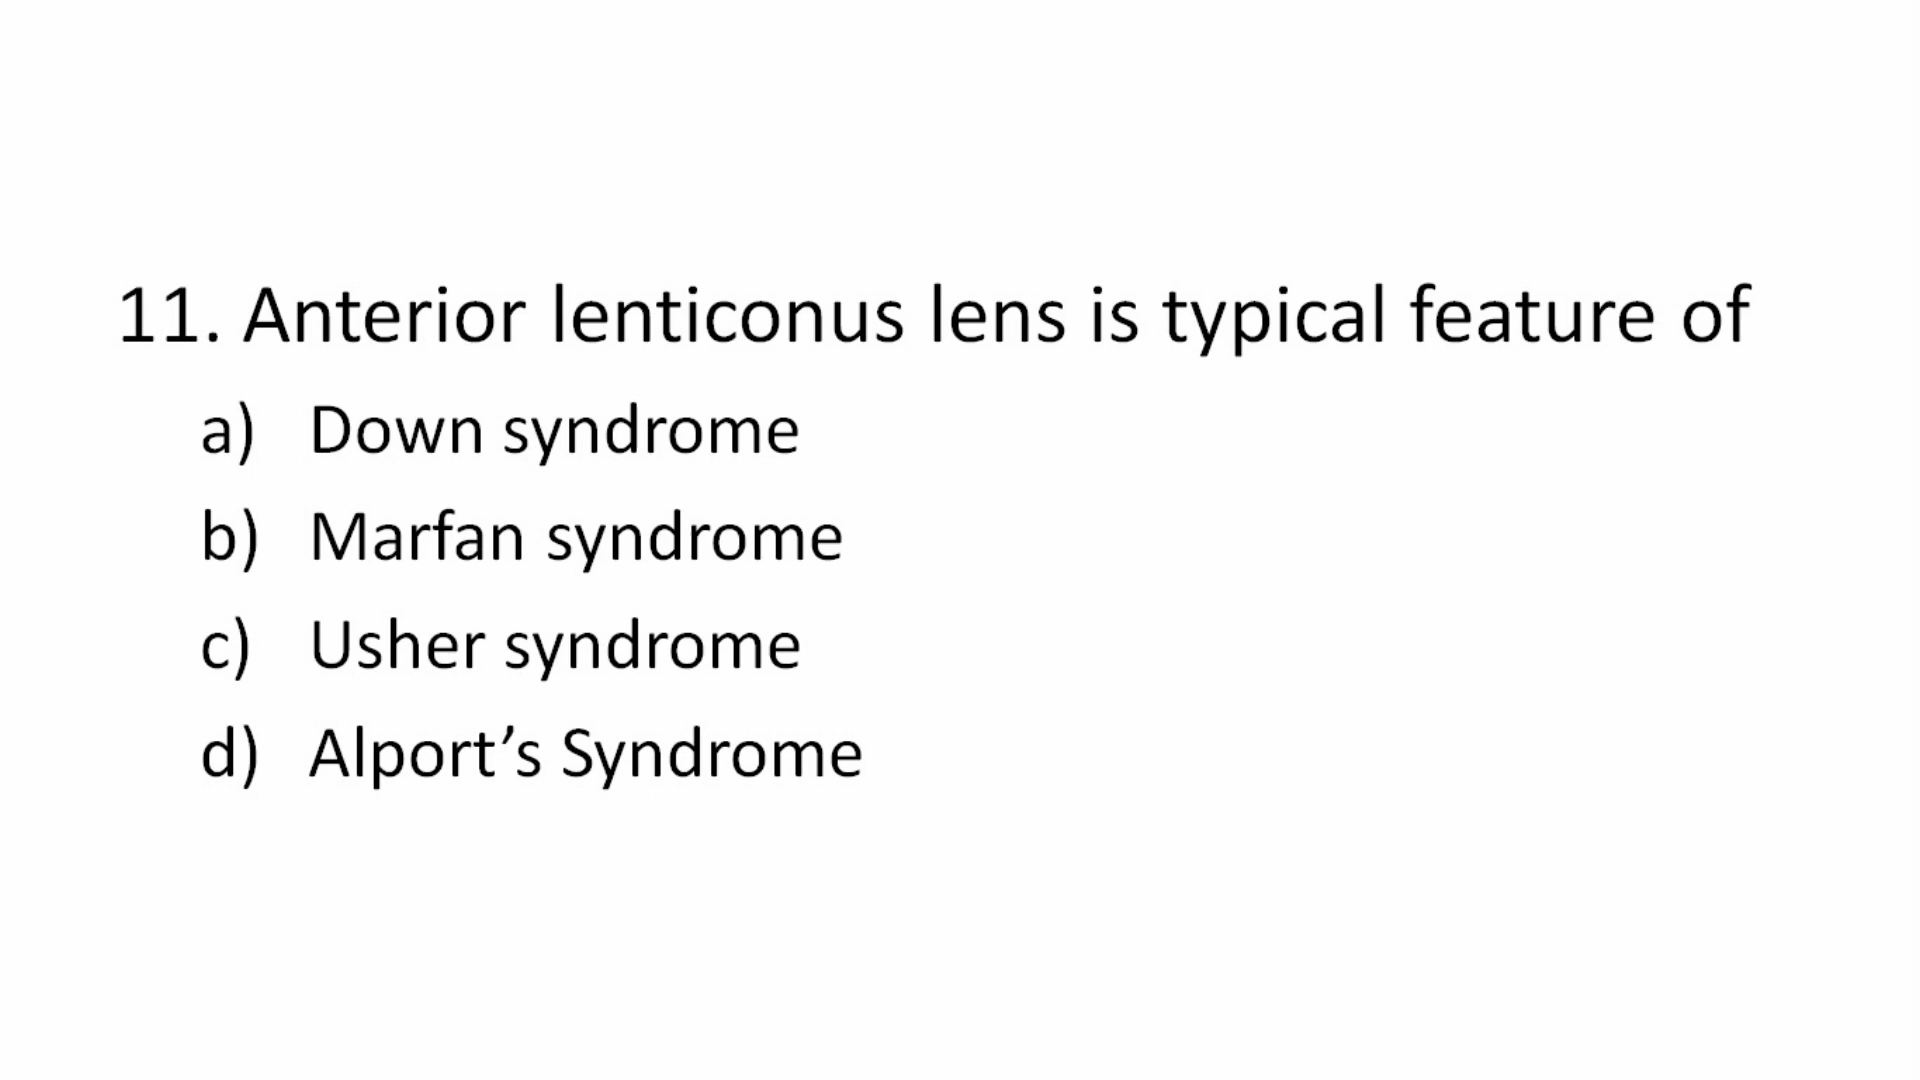 11. Anterior lenticonus lens is typical feature of
a) Down syndrome
b) Marfan syndrome
c) Usher syndrome
d) Alport’s Syndrome